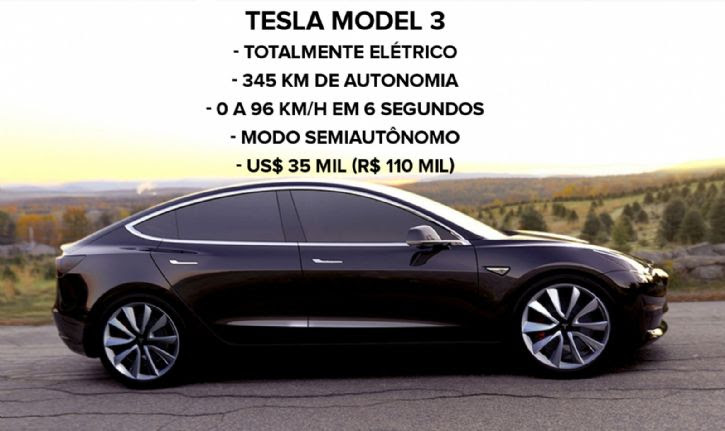 TESLA MODEL 3
- TOTALMENTE ELÉTRICO
- 345 KM DE AUTONOMIA
- 0 A 96 KM/H EM 6 SEGUNDOS
- MODO SEMIAUTÔNOMO
- US$ 35 MIL (R$ 110 MIL)